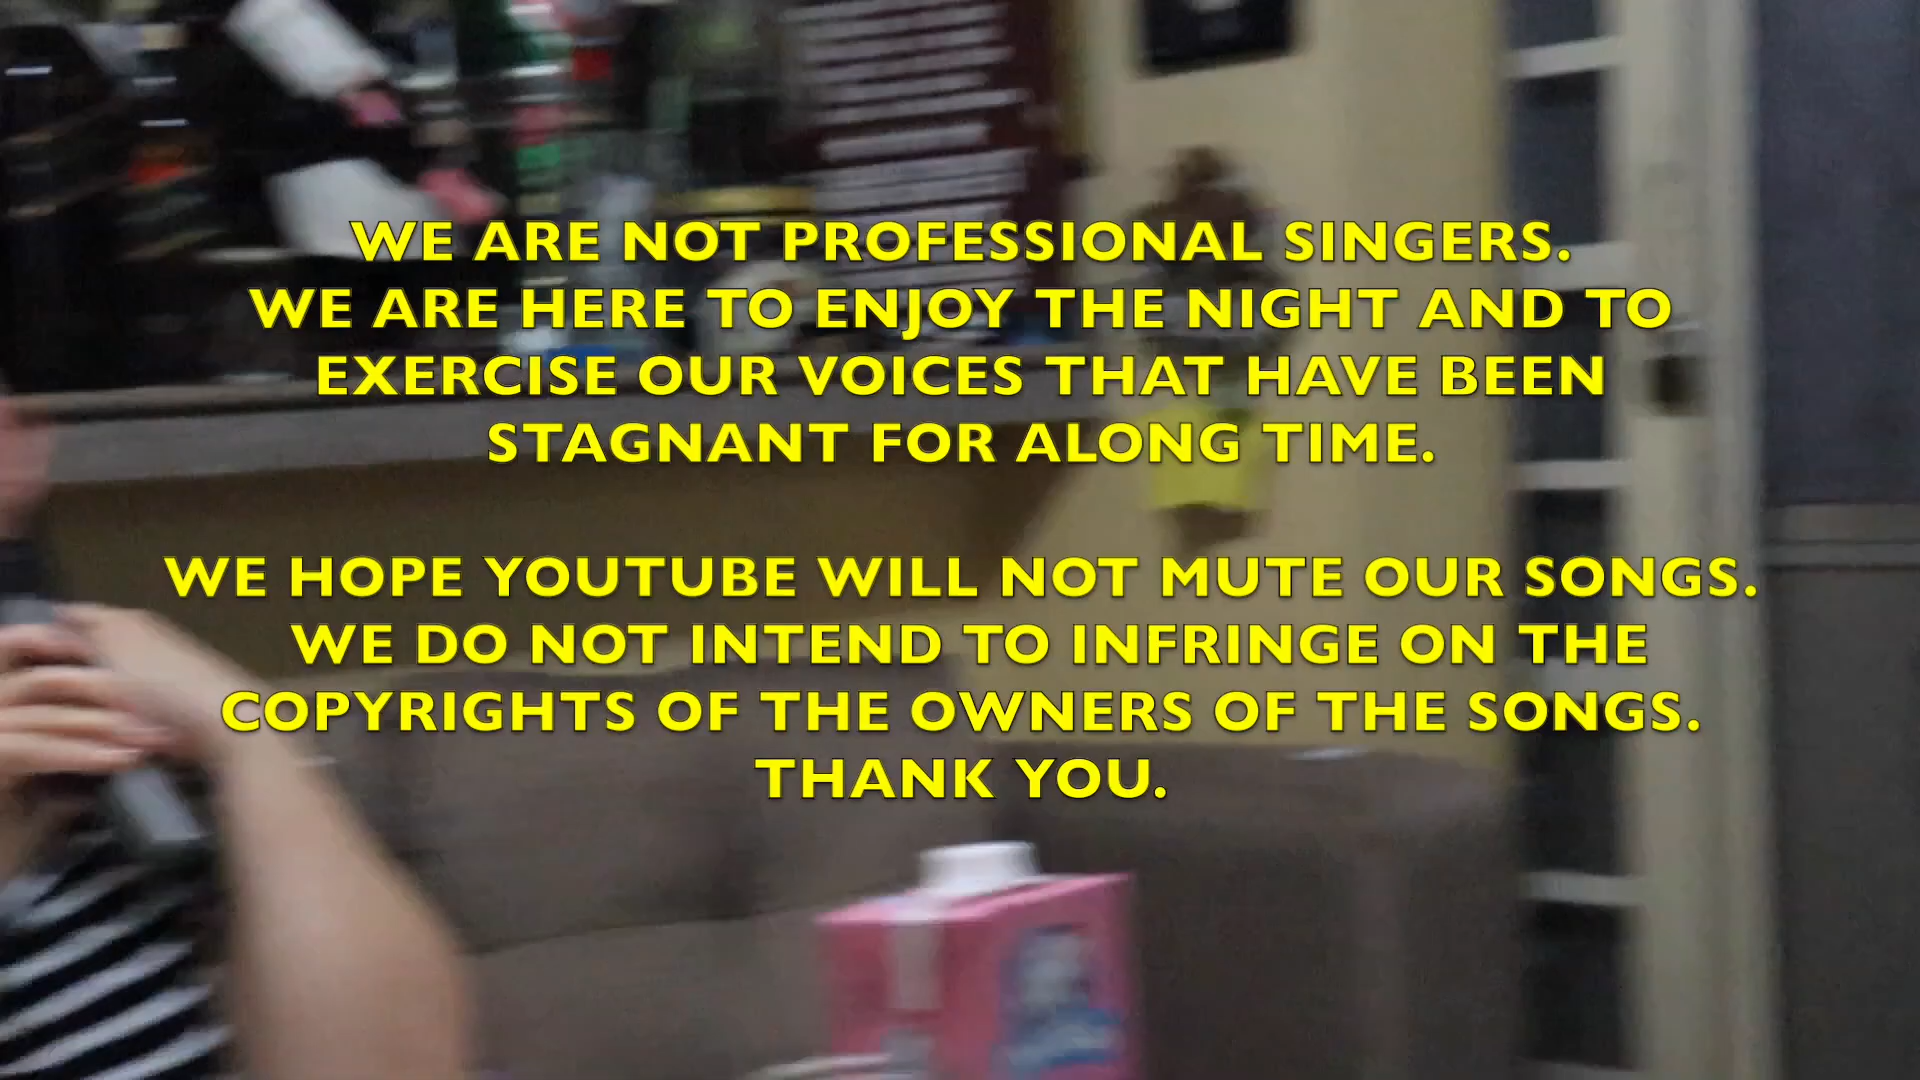 WE ARE NOT PROFESSIONAL SINGERS.
WE ARE HERE TO ENJOY THE NIGHT AND TO
EXERCISE OUR VOICES THAT HAVE BEEN
STAGNANT FOR ALONG TIME.
WE HOPE YOUTUBE WILL NOT MUTE OUR SONGS.
WE DO NOT INTEND TO INFRINGE ON THE
COPYRIGHTS OF THE OWNERS OF THE SONGS.
THANK YOU.